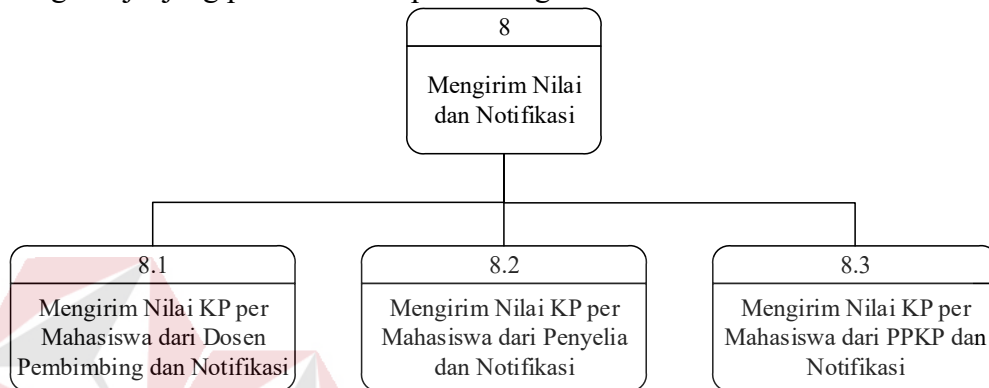 8
Mengirim Nilai
dan Notifikasi
8.1
Mengirim Nilai KP per
Mahasiswa dari Dosen
Pembimbing dan Notifikasi
8.2
Mengirim Nilai KP per
Mahasiswa dari Penyelia
dan Notifikasi
8.3
Mengirim Nilai KP per
Mahasiswa dari PPKP dan
Notifikasi